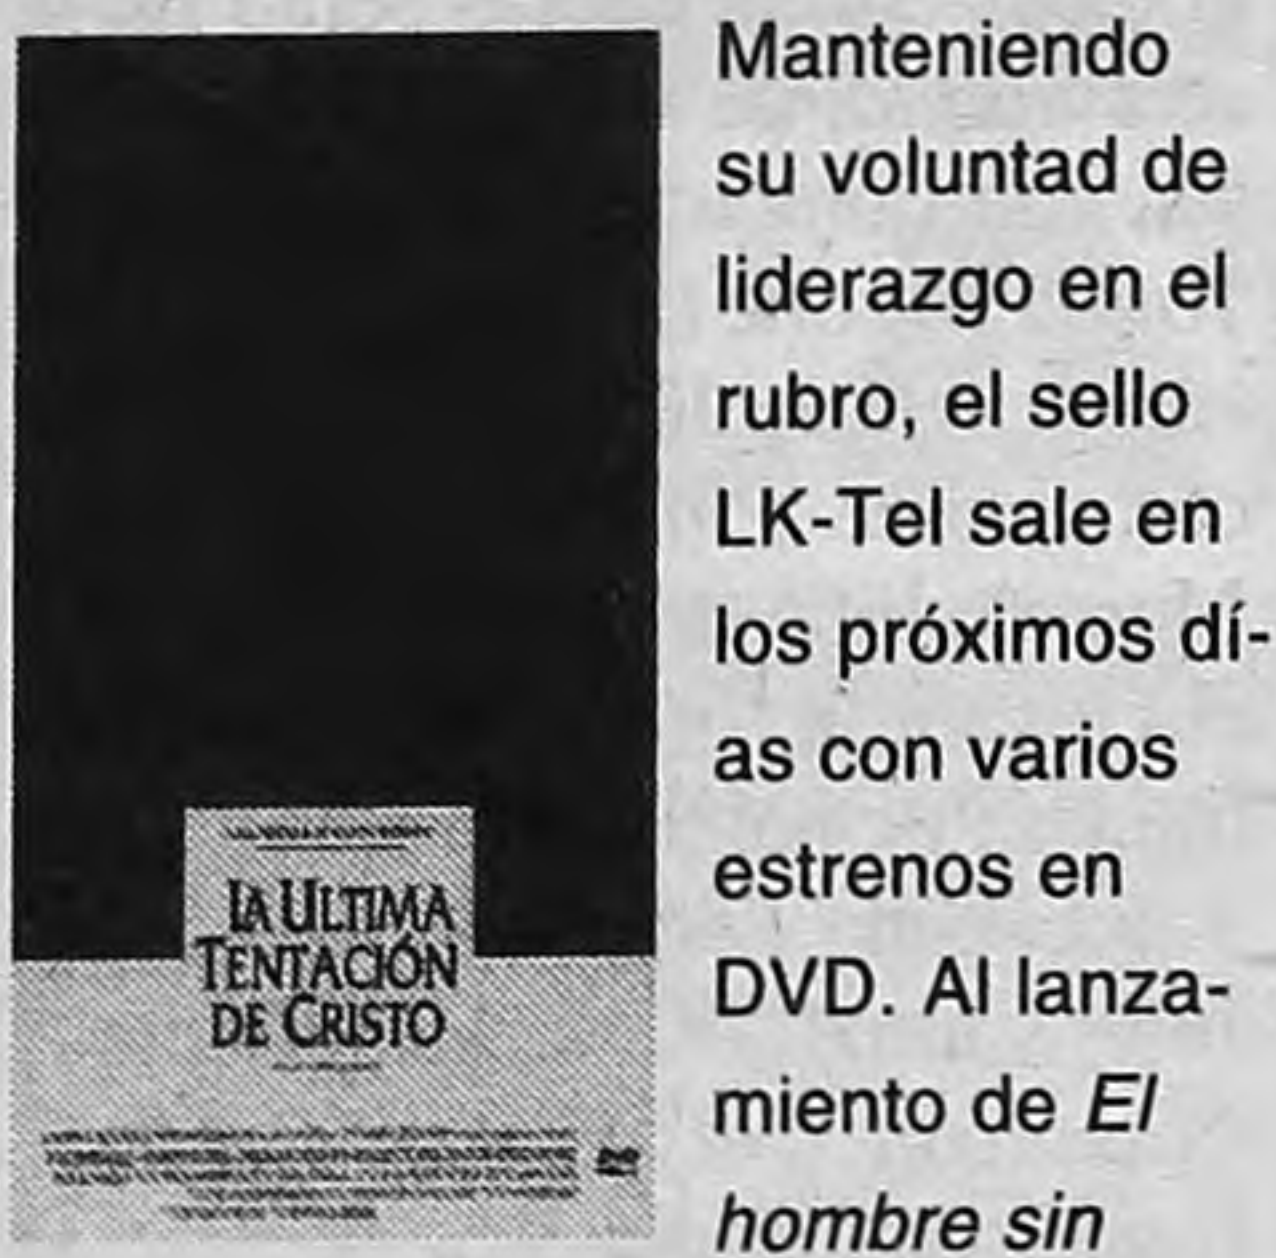 LA ULTIMA
TENTACIÓN
DE CRISTO
Manteniendo
su voluntad de
liderazgo en el
rubro, el sello
LK-Tel sale en
los próximos dí-
as con varios
estrenos en
DVD. Al lanza-
miento de El
hombre sin